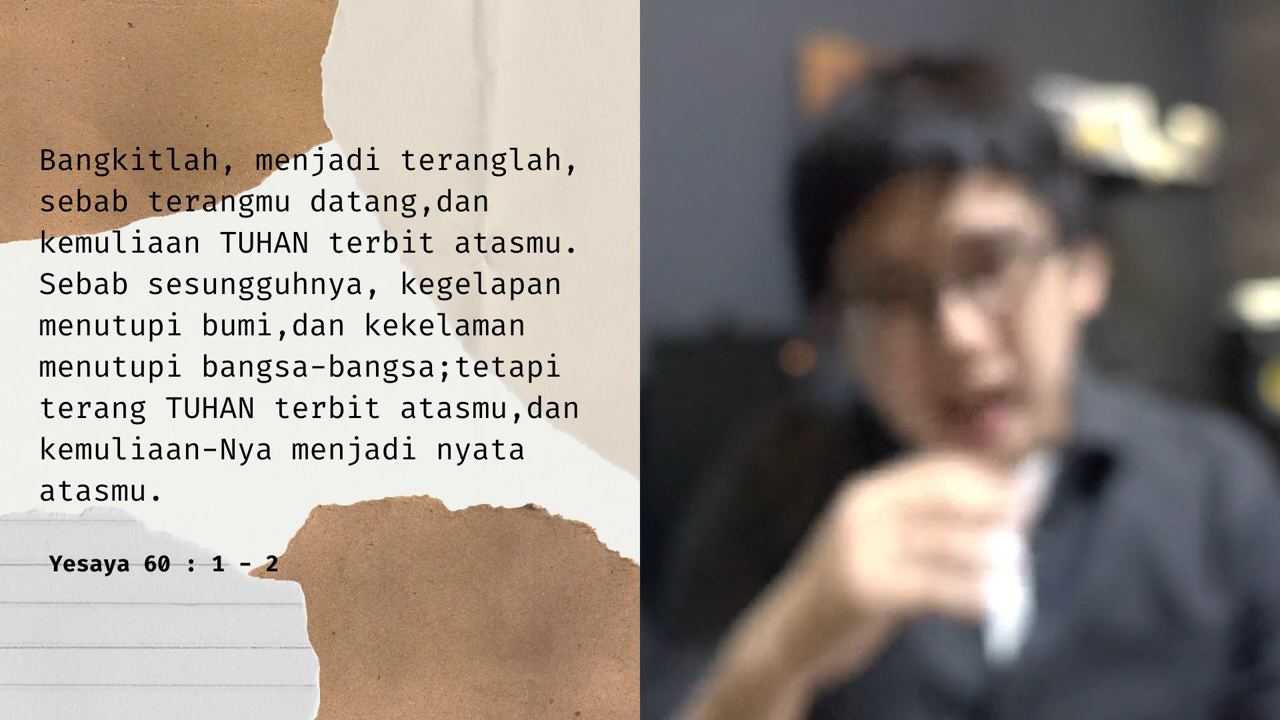 Bangkitlah, menjadi teranglah,
sebab terangmu datang,dan
kemuliaan TUHAN terbit atasmu.
Sebab sesungguhnya, kegelapan
menutupi bumi,dan kekelaman
menutupi bangsa-bangsa;tetapi
terang TUHAN terbit atasmu,dan
kemuliaan-Nya menjadi nyata
atasmu.
Yesaya 60 : 1 - 2